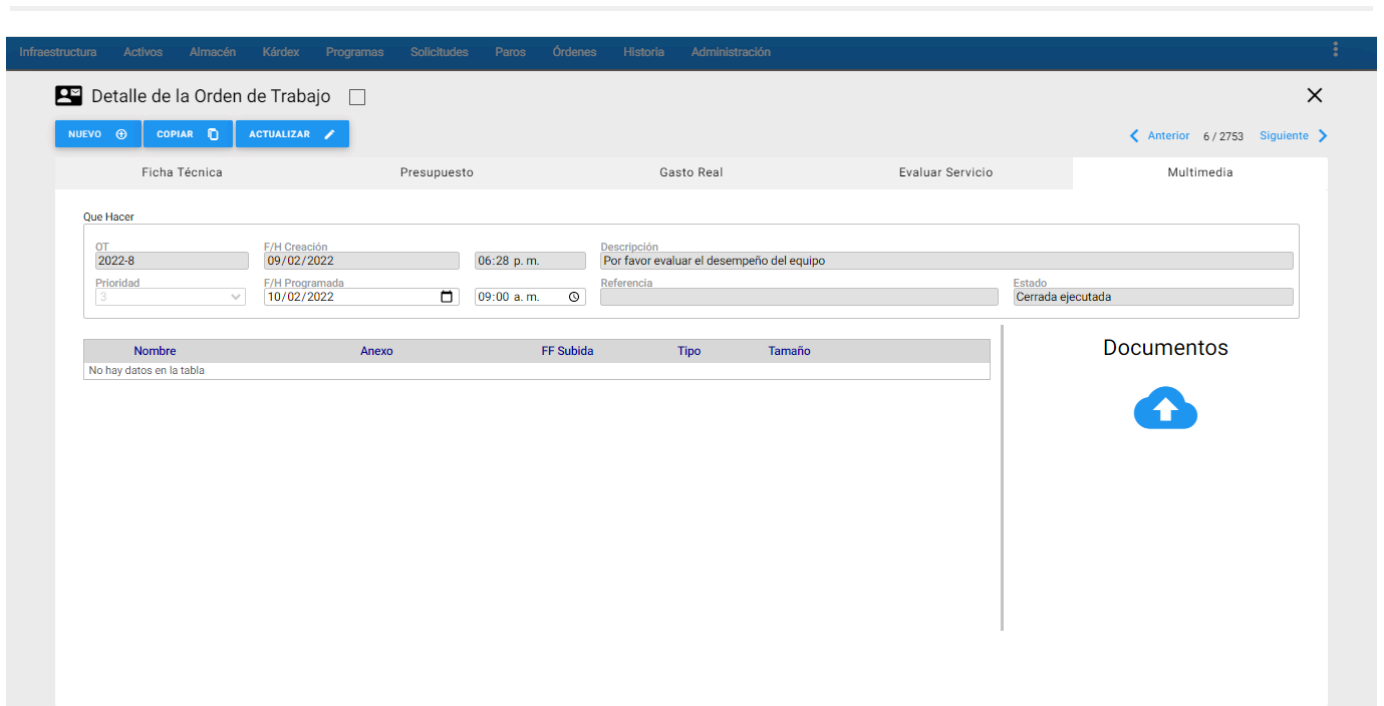 Infraestructura Activos Almacén Kárdex Programas Solicitudes Paros Órdenes Historia Administración
Detalle de la Orden de Trabajo
NUEVO COPIAR ACTUALIZAR Anterior 6 / 2753 Siguiente
Ficha Técnica Presupuesto Gasto Real Evaluar Servicio Multimedia
Que Hacer
OT F/H Creación Descripción
2022-8 09/02/2022 06:28 p. m. Por favor evaluar el desempeño del equipo
Prioridad F/H Programada Referencia Estado
3 10/02/2022 09:00 a. m. Cerrada ejecutada
Nombre Anexo FF Subida Tipo Tamaño
No hay datos en la tabla
Documentos